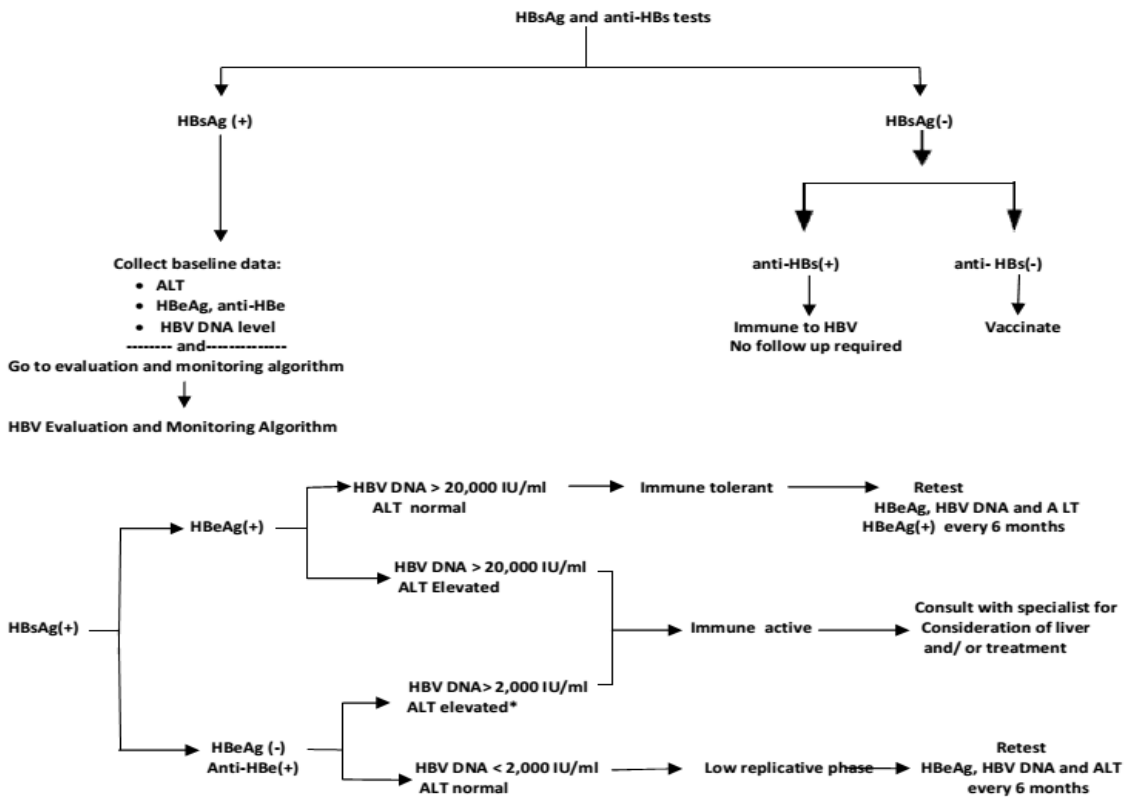 HBsAg and anti-HBs tests
HBsAg (+)
HBsAg(-)
Collect baseline data:
• ALT
• HBeAg, anti-HBe
• HBV DNA level
-------- and--------------
Go to evaluation and monitoring algorithm
HBV Evaluation and Monitoring Algorithm
anti-HBs(+)
anti- HBs(-)
Immune to HBV
No follow up required
Vaccinate
HBsAg(+)
HBeAg(+)
HBV DNA > 20,000 IU/ml
ALT normal
Immune tolerant
Retest
HBeAg, HBV DNA and A LT
HBeAg(+) every 6 months
HBV DNA > 20,000 IU/ml
ALT Elevated
Immune active
Consult with specialist for
Consideration of liver
and/ or treatment
HBV DNA> 2,000 IU/ml
ALT elevated*
HBeAg (-)
Anti-HBe(+)
HBV DNA < 2,000 IU/ml
ALT normal
Low replicative phase
Retest
HBeAg, HBV DNA and ALT
every 6 months